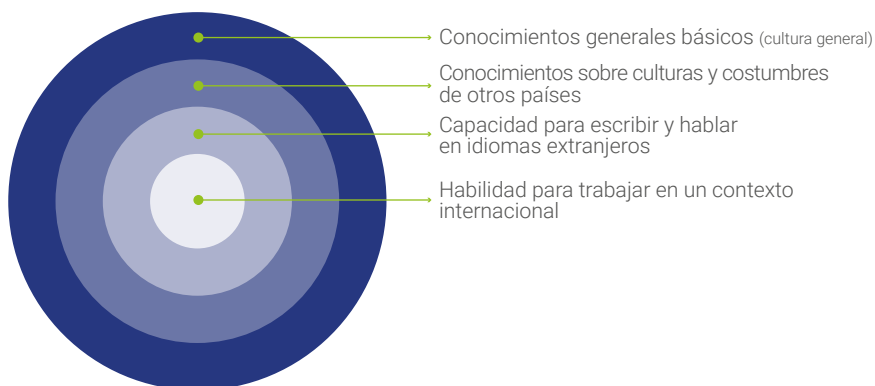 Conocimientos generales básicos (cultura general)
Conocimientos sobre culturas y costumbres
de otros países
Capacidad para escribir y hablar
en idiomas extranjeros
Habilidad para trabajar en un contexto
internacional